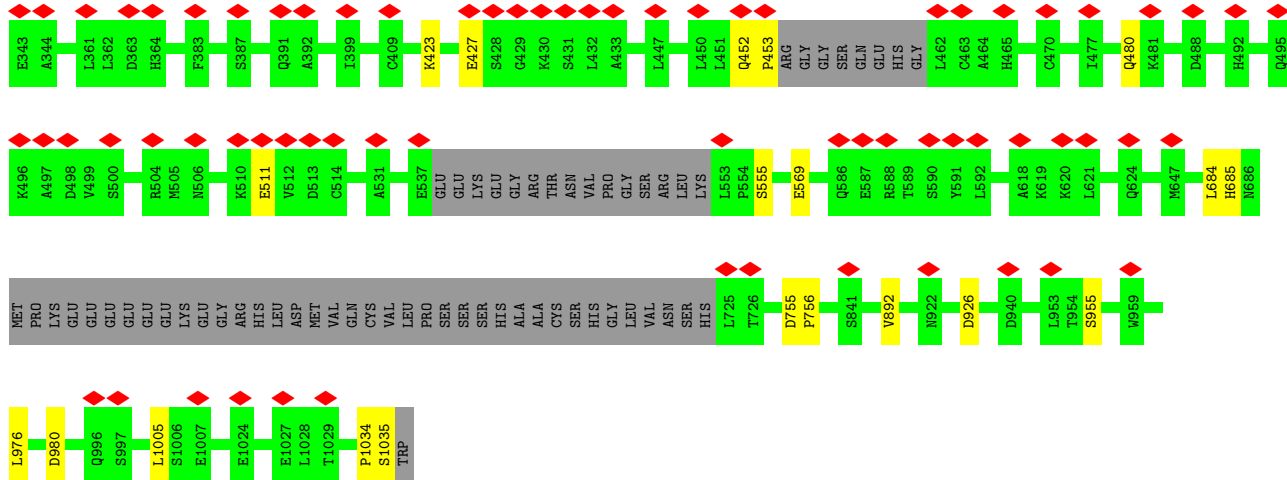 E343 A344 L361 L362 D363 H364 F383 S387 Q391 A392 I399 C409 K423 E427 S428 G429 K430 S431 L432 A433 L447 L450 L451 Q452 P453 ARG GLY GLY SER GLN GLU HIS GLY L462 C463 A464 H465 C470 I477 Q480 K481 D488 H492 Q495
K496 A497 D498 V499 S500 R504 M505 N506 K510 E511 V512 D513 C514 A531 E537 GLU GLU LYS GLU GLY ARG THR ASN VAL PRO GLY SER ARG LEU LYS L553 P554 S555 E569 Q586 E587 R588 T589 S590 Y591 L592 A618 K619 K620 L621 Q624 M647 L684 H685 N686
MET PRO LYS GLU GLU GLU GLU GLU GLU LYS GLU GLY ARG HIS LEU ASP MET VAL GLN CYS VAL LEU PRO SER SER SER HIS ALA ALA CYS SER HIS GLY LEU VAL ASN SER HIS L725 T726 D755 P756 S841 V892 N922 D926 D940 L953 T954 S955 W959
L976 D980 Q996 S997 L1005 S1006 E1007 E1024 E1027 L1028 T1029 P1034 S1035 TRP